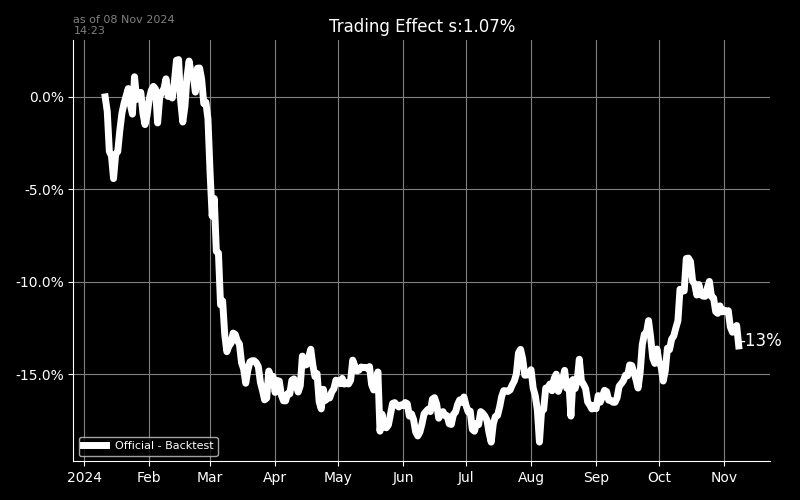 as of 08 Nov 2024
14:23
Trading Effect s:1.07%
0.0%
-5.0%
-10.0%
-15.0%
-13%
Official - Backtest
2024 Feb Mar Apr May Jun Jul Aug Sep Oct Nov